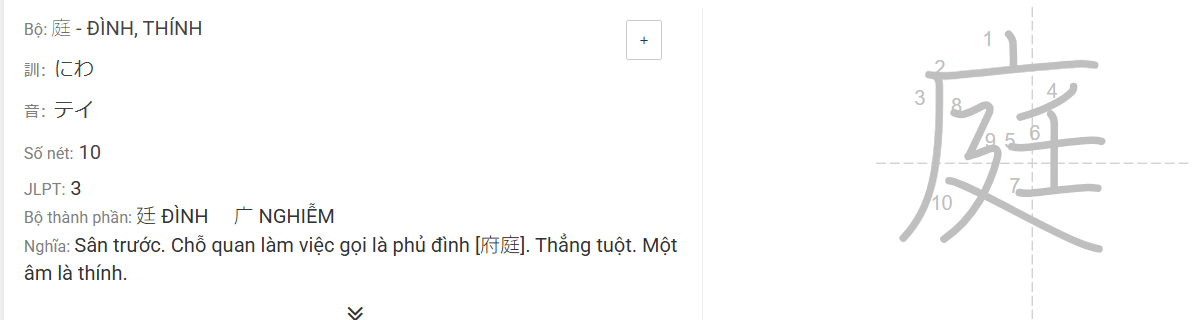 Bộ: 庭 - ĐÌNH, THÍNH
+
訓: にわ
音: テイ
Số nét: 10
JLPT: 3
Bộ thành phần: 廷 ĐÌNH 广 NGHIỄM
Nghĩa: Sân trước. Chỗ quan làm việc gọi là phủ đình [府庭]. Thẳng tuột. Một
âm là thính.
庭
1
2
3
4
8
9
5
6
7
10